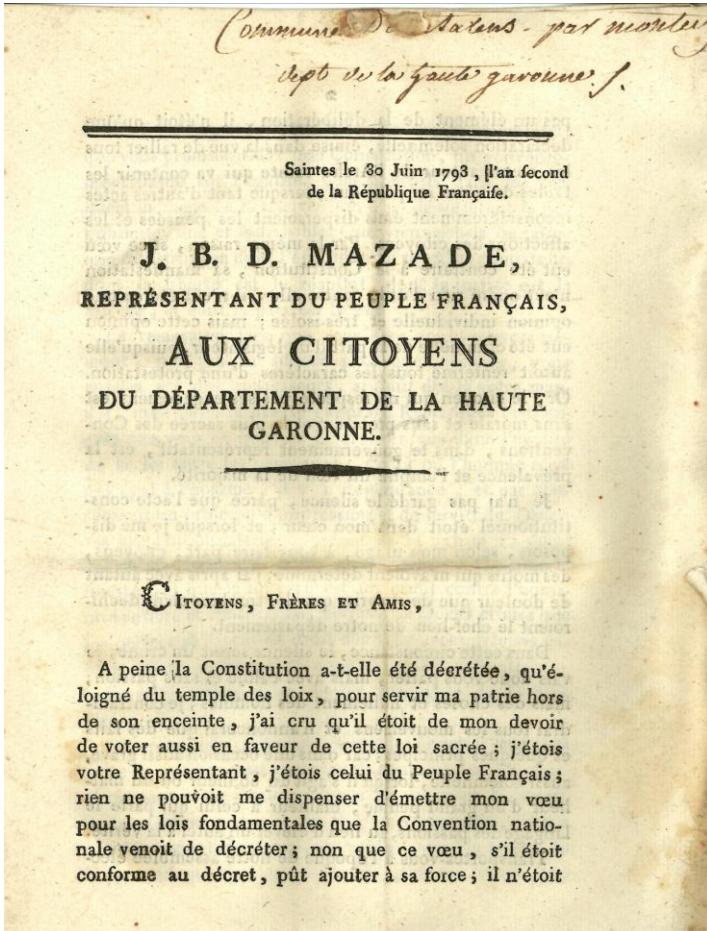 Commune De par
dept de la haute garonne
Saintes le 30 Juin 1793 , l'an second
de la République Françaiſe.
J. B. D. MAZADE,
REPRÉSENTANT DU PEUPLE FRANÇAIS,
AUX CITOYENS
DU DÉPARTEMENT DE LA HAUTE
GARONNE.
CITOYENS, FRÈRES ET AMIS,
A peine la Constitution a-t-elle été décrétée, qu'é-
loigné du temple des loix, pour servir ma patrie hors
de son enceinte, j'ai cru qu'il étoit de mon devoir
de voter aussi en faveur de cette loi sacrée ; j'étois
votre Représentant, j'étois celui du Peuple Français ;
rien ne pouvoit me dispenser d'émettre mon vœu
pour les lois fondamentales que la Convention natio-
nale venoit de décréter ; non que ce vœu, s'il étoit
conforme au décret, pût ajouter à sa force ; il n'étoit